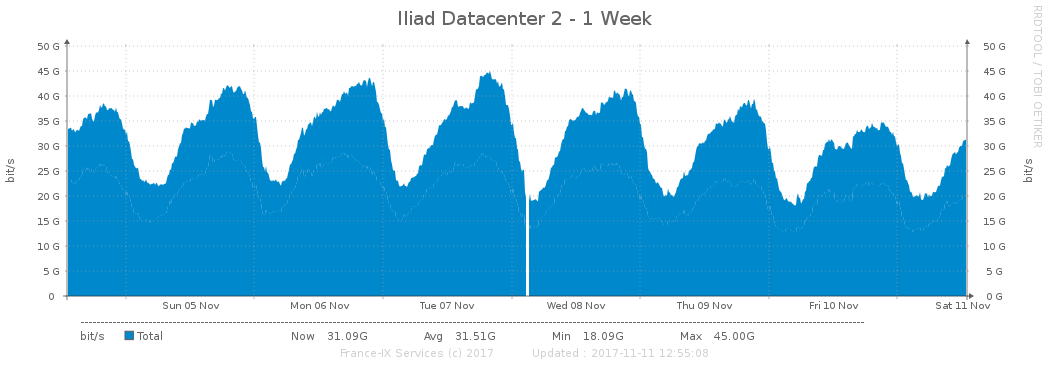 Iliad Datacenter 2 - 1 Week
RRDTOOL / TOBI OETIKER
bit/s
50 G 50 G
45 G 45 G
40 G 40 G
35 G 35 G
30 G 30 G
25 G 25 G
20 G 20 G
15 G 15 G
10 G 10 G
5 G 5 G
0 0 G
bit/s
Sun 05 Nov Mon 06 Nov Tue 07 Nov Wed 08 Nov Thu 09 Nov Fri 10 Nov Sat 11 Nov
bit/s Total Now 31.09G Avg 31.51G Min 18.09G Max 45.00G
France-IX Services (c) 2017 Updated : 2017-11-11 12:55:08